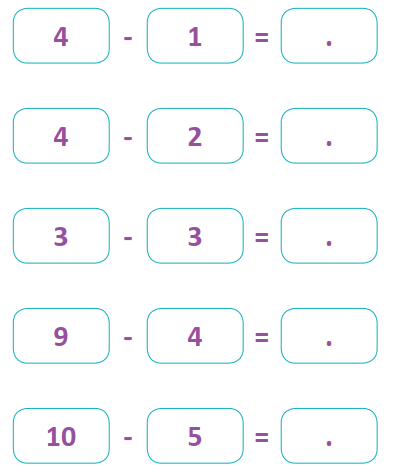 4 - 1 = .
4 - 2 = .
3 - 3 = .
9 - 4 = .
10 - 5 = .